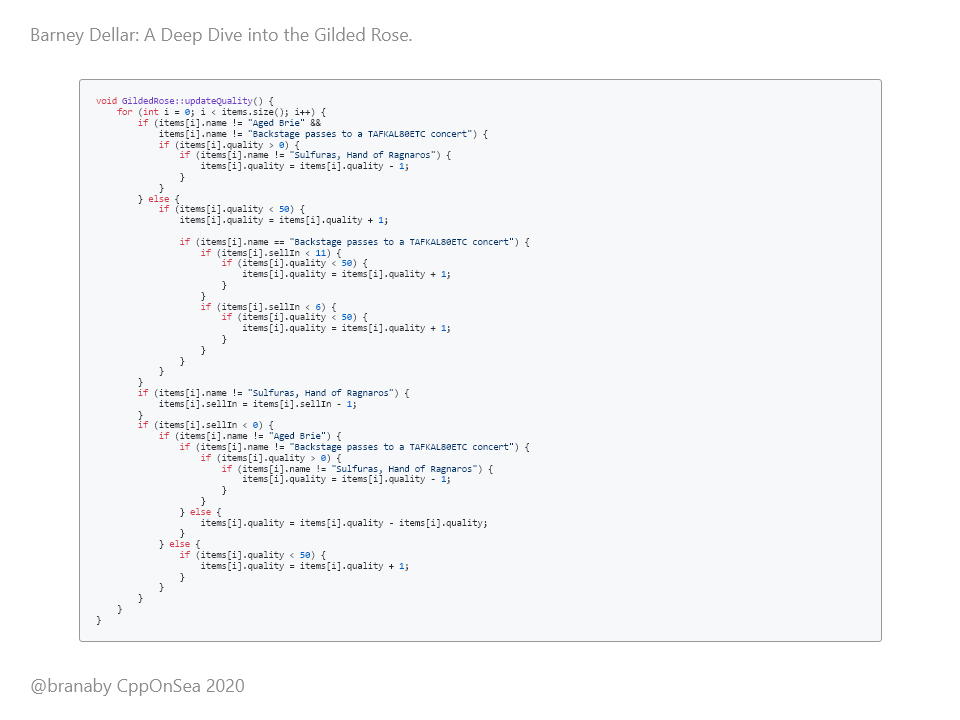 Barney Dellar: A Deep Dive into the Gilded Rose.
void GildedRose::updateQuality() {
    for (int i = 0; i < items.size(); i++) {
        if (items[i].name != "Aged Brie" &&
            items[i].name != "Backstage passes to a TAFKAL80ETC concert") {
            if (items[i].quality > 0) {
                if (items[i].name != "Sulfuras, Hand of Ragnaros") {
                    items[i].quality = items[i].quality - 1;
                }
            }
        } else {
            if (items[i].quality < 50) {
                items[i].quality = items[i].quality + 1;

                if (items[i].name == "Backstage passes to a TAFKAL80ETC concert") {
                    if (items[i].sellIn < 11) {
                        if (items[i].quality < 50) {
                            items[i].quality = items[i].quality + 1;
                        }
                    }
                    if (items[i].sellIn < 6) {
                        if (items[i].quality < 50) {
                            items[i].quality = items[i].quality + 1;
                        }
                    }
                }
            }
        }
        if (items[i].name != "Sulfuras, Hand of Ragnaros") {
            items[i].sellIn = items[i].sellIn - 1;
        }
        if (items[i].sellIn < 0) {
            if (items[i].name != "Aged Brie") {
                if (items[i].name != "Backstage passes to a TAFKAL80ETC concert") {
                    if (items[i].quality > 0) {
                        if (items[i].name != "Sulfuras, Hand of Ragnaros") {
                            items[i].quality = items[i].quality - 1;
                        }
                    }
                } else {
                    items[i].quality = items[i].quality - items[i].quality;
                }
            } else {
                if (items[i].quality < 50) {
                    items[i].quality = items[i].quality + 1;
                }
            }
        }
    }
}
@branaby CppOnSea 2020